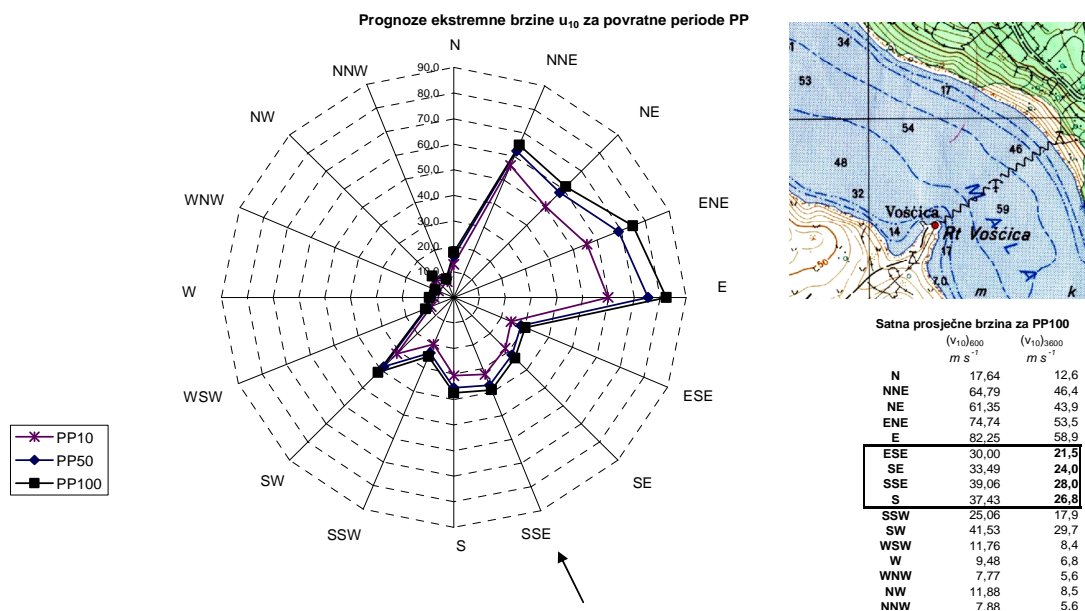 Prognoze ekstremne brzine u10 za povratne periode PP
N
NNE
NE
ENE
E
ESE
SE
SSE
S
SSW
SW
WSW
W
WNW
NW
NNW
90,0
80,0
70,0
60,0
50,0
40,0
30,0
20,0
10,0
PP10
PP50
PP100
34
53
17
54
46
48
32
59
14
17
Vošćica
Rt Vošćica
M A L A
50
70
m k
Satna prosječne brzina za PP100
(v10)600 (v10)3600
m s-1 m s-1
N 17,64 12,6
NNE 64,79 46,4
NE 61,35 43,9
ENE 74,74 53,5
E 82,25 58,9
ESE 30,00 21,5
SE 33,49 24,0
SSE 39,06 28,0
S 37,43 26,8
SSW 25,06 17,9
SW 41,53 29,7
WSW 11,76 8,4
W 9,48 6,8
WNW 7,77 5,6
NW 11,88 8,5
NNW 7,88 5,6